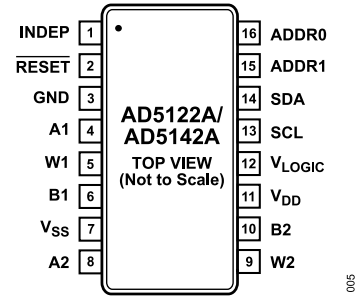 INDEP 1
RESET 2
GND 3
A1 4
W1 5
B1 6
VSS 7
A2 8
AD5122A/
AD5142A
TOP VIEW
(Not to Scale)
16 ADDR0
15 ADDR1
14 SDA
13 SCL
12 VLOGIC
11 VDD
10 B2
9 W2
005